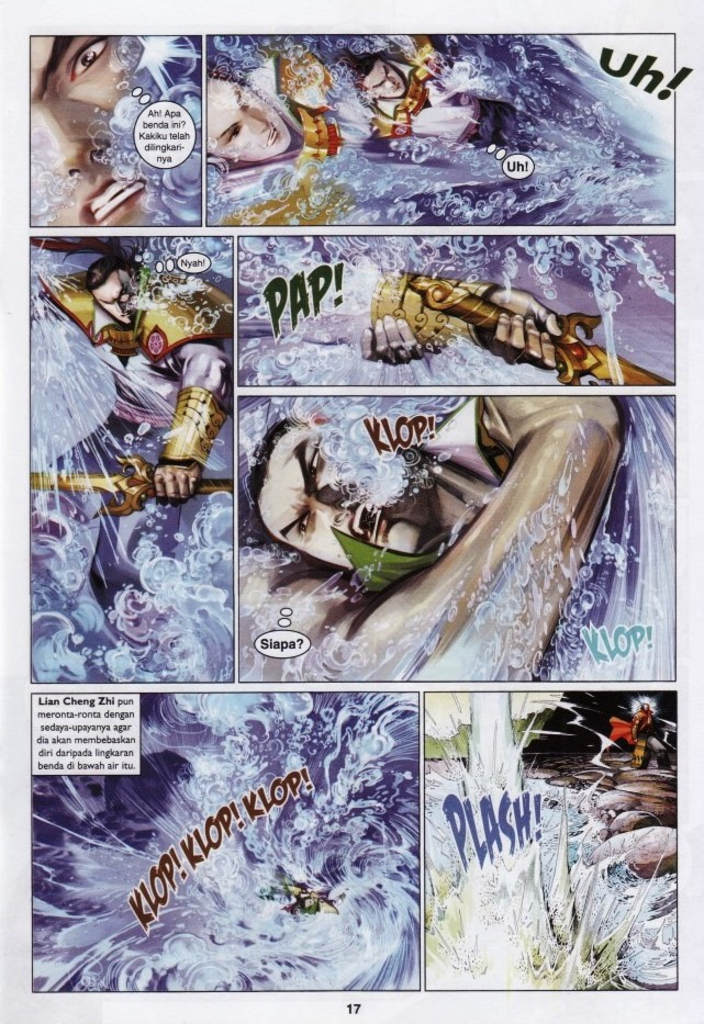 Ah! Apa
benda ini?
Kakiku telah
dilingkari-
nya
Uh!
Uh!
Nyah!
PAP!
KLOP!
Siapa?
KLOP!
Lian Cheng Zhi pun
meronta-ronta dengan
sedaya-upayanya agar
dia akan membebaskan
diri daripada lingkaran
benda di bawah air itu.
KLOP! KLOP! KLOP!
PLASH!
17